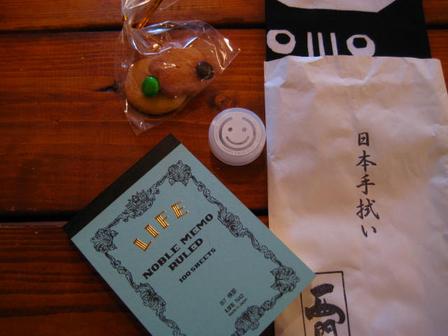 日本手拭い
LIFE
NOBLE MEMO
RULED
100 SHEETS